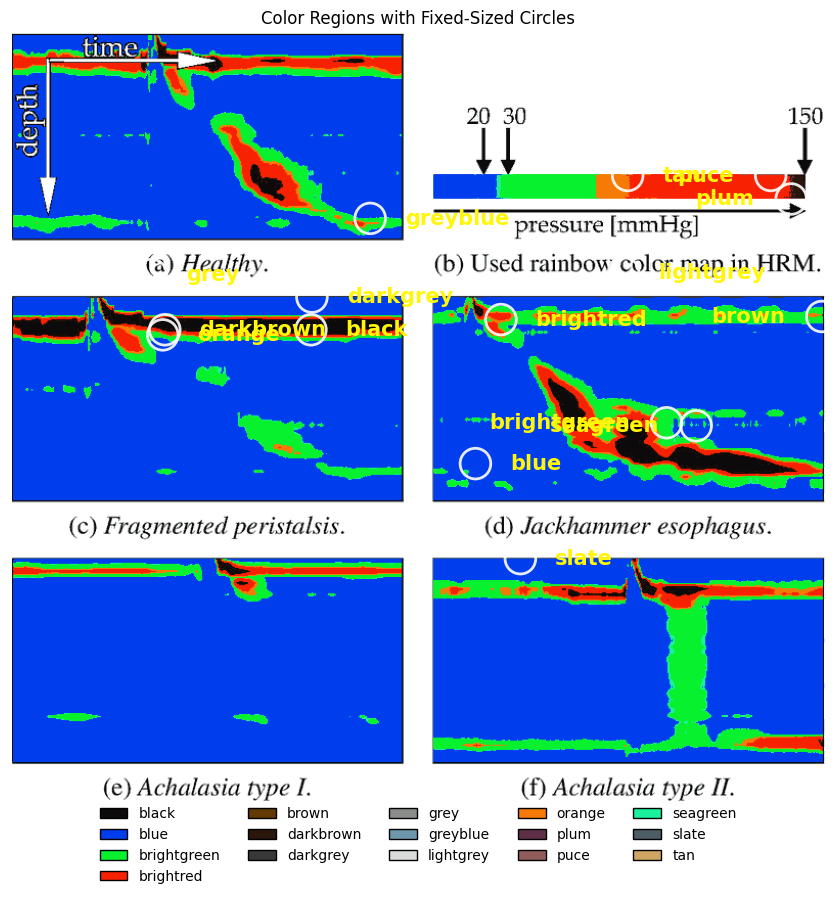 Color Regions with Fixed-Sized Circles
time
depth
20 30 150
tan
puce
plum
greyblue
pressure [mmHg]
(a) Healthy.
(b) Used rainbow color map in HRM.
grey
lightgrey
darkgrey
darkbrown
black
orange
brightred
brown
brightgreen
seagreen
blue
(c) Fragmented peristalsis.
(d) Jackhammer esophagus.
slate
(e) Achalasia type I.
(f) Achalasia type II.
black brown grey orange seagreen
blue darkbrown greyblue plum slate
brightgreen darkgrey lightgrey puce tan
brightred